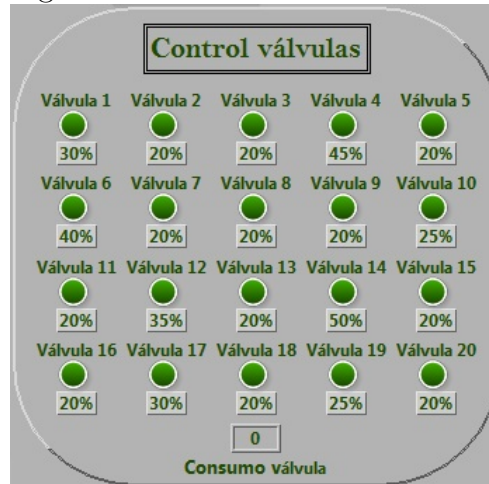 Control válvulas
Válvula 1 Válvula 2 Válvula 3 Válvula 4 Válvula 5
30% 20% 20% 45% 20%
Válvula 6 Válvula 7 Válvula 8 Válvula 9 Válvula 10
40% 20% 20% 20% 25%
Válvula 11 Válvula 12 Válvula 13 Válvula 14 Válvula 15
20% 35% 20% 50% 20%
Válvula 16 Válvula 17 Válvula 18 Válvula 19 Válvula 20
20% 30% 20% 25% 20%
0
Consumo válvula